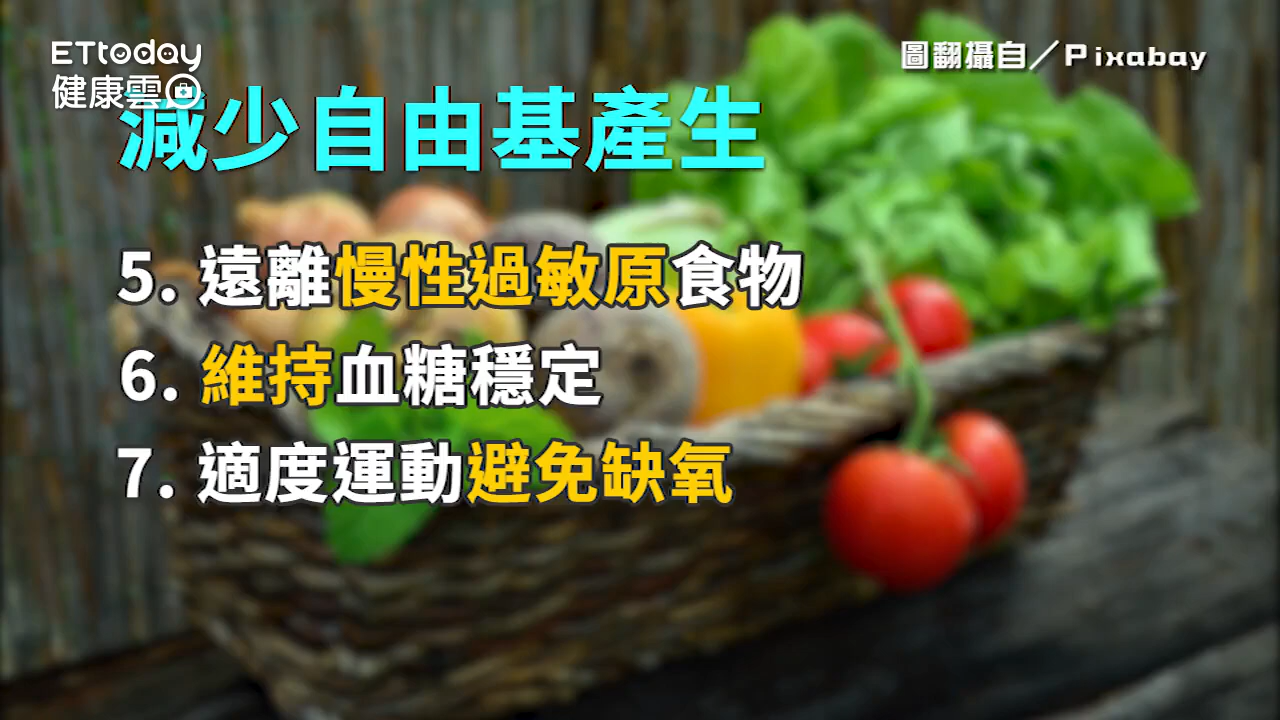 ETtoday
健康雲
圖翻攝自／Pixabay
減少自由基產生
5. 遠離慢性過敏原食物
6. 維持血糖穩定
7. 適度運動避免缺氧